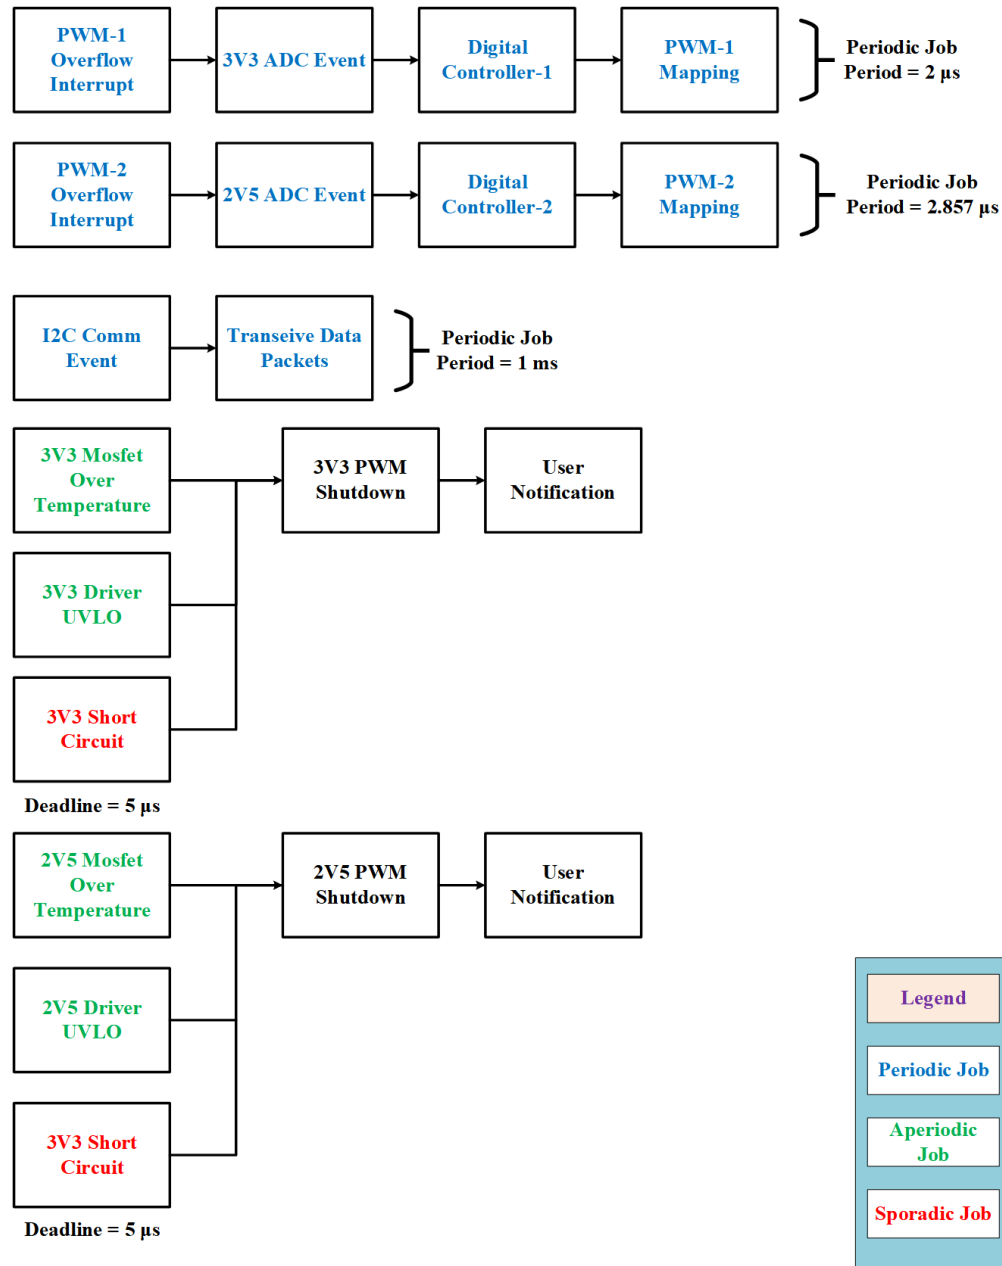 PWM-1
Overflow
Interrupt
3V3 ADC Event
Digital
Controller-1
PWM-1
Mapping
Periodic Job
Period = 2 µs
PWM-2
Overflow
Interrupt
2V5 ADC Event
Digital
Controller-2
PWM-2
Mapping
Periodic Job
Period = 2.857 µs
I2C Comm
Event
Transeive Data
Packets
Periodic Job
Period = 1 ms
3V3 Mosfet
Over
Temperature
3V3 PWM
Shutdown
User
Notification
3V3 Driver
UVLO
3V3 Short
Circuit
Deadline = 5 µs
2V5 Mosfet
Over
Temperature
2V5 PWM
Shutdown
User
Notification
2V5 Driver
UVLO
3V3 Short
Circuit
Deadline = 5 µs
Legend
Periodic Job
Aperiodic
Job
Sporadic Job